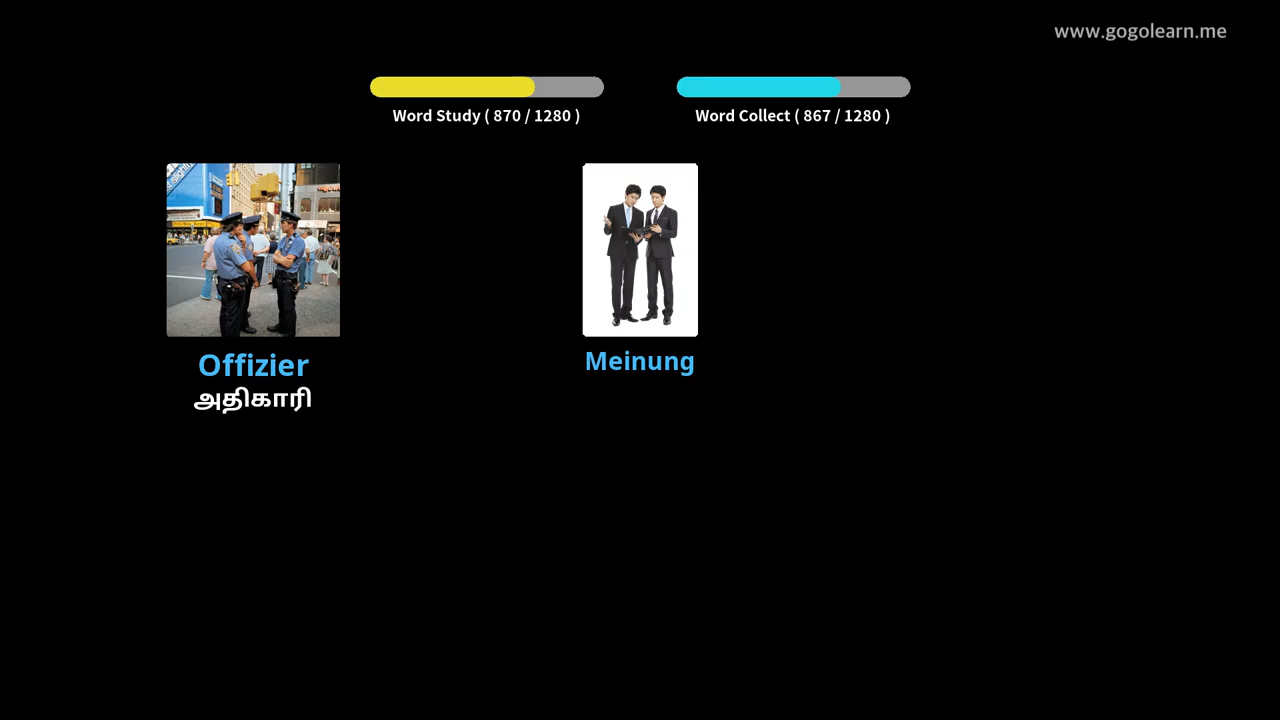 www.gogolearn.me
Word Study ( 870 / 1280 )
Word Collect ( 867 / 1280 )
Offizier
அதிகாரி
Meinung